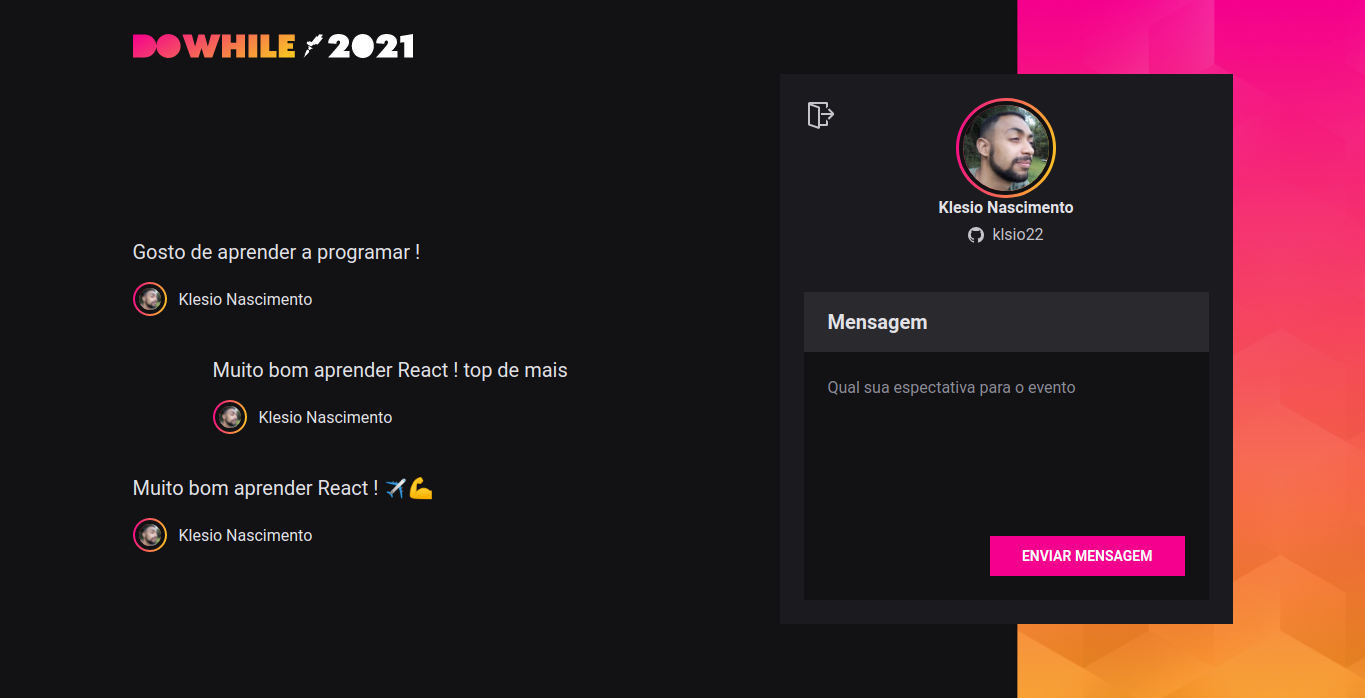 DOWHILE 2021
Gosto de aprender a programar !
Klesio Nascimento
Muito bom aprender React ! top de mais
Klesio Nascimento
Muito bom aprender React ! ✈️💪
Klesio Nascimento
Klesio Nascimento
klsio22
Mensagem
Qual sua espectativa para o evento
ENVIAR MENSAGEM